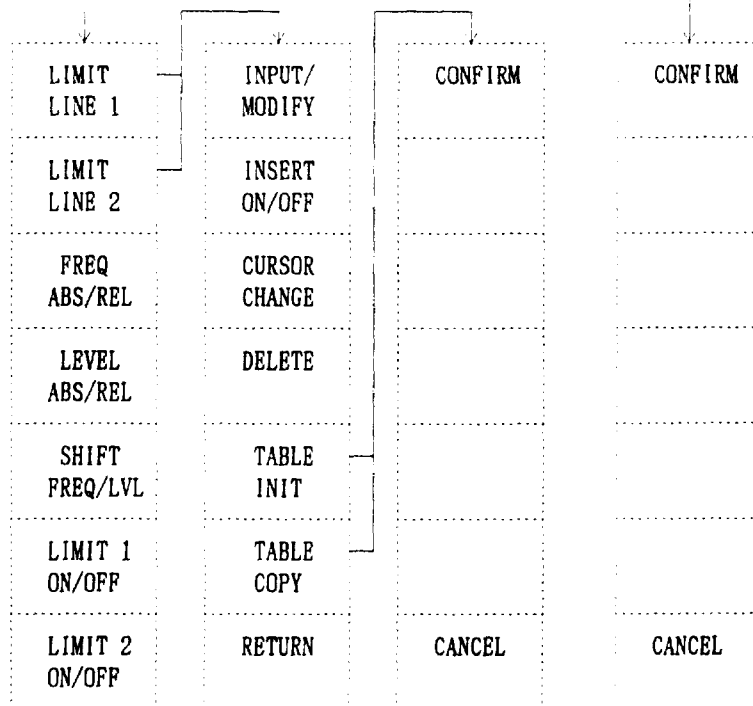 LIMIT
LINE 1
LIMIT
LINE 2
FREQ
ABS/REL
LEVEL
ABS/REL
SHIFT
FREQ/LVL
LIMIT 1
ON/OFF
LIMIT 2
ON/OFF
INPUT/
MODIFY
INSERT
ON/OFF
CURSOR
CHANGE
DELETE
TABLE
INIT
TABLE
COPY
RETURN
CONFIRM
CANCEL
CONFIRM
CANCEL